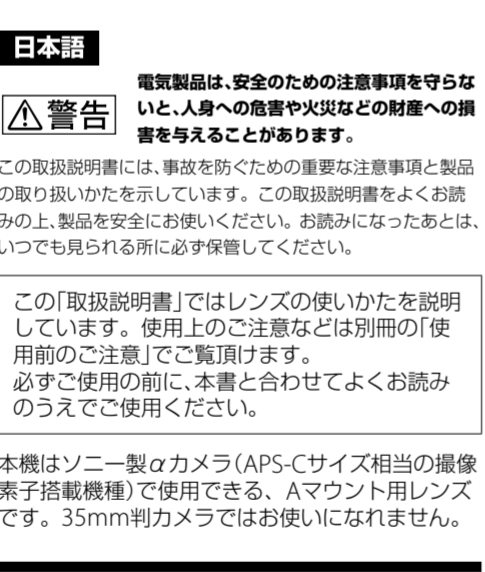 日本語
電気製品は、安全のための注意事項を守らな
いと、人身への危害や火災などの財産への損
害を与えることがあります。
警告
この取扱説明書には、事故を防ぐための重要な注意事項と製品
の取り扱いかたを示しています。この取扱説明書をよくお読
みの上、製品を安全にお使いください。お読みになったあとは、
いつでも見られる所に必ず保管してください。
この「取扱説明書」ではレンズの使いかたを説明
しています。使用上のご注意などは別冊の「使
用前のご注意」でご覧頂けます。
必ずご使用の前に、本書と合わせてよくお読み
のうえでご使用ください。
本機はソニー製αカメラ（APS-Cサイズ相当の撮像
素子搭載機種）で使用できる、Aマウント用レンズ
です。35mm判カメラではお使いになれません。